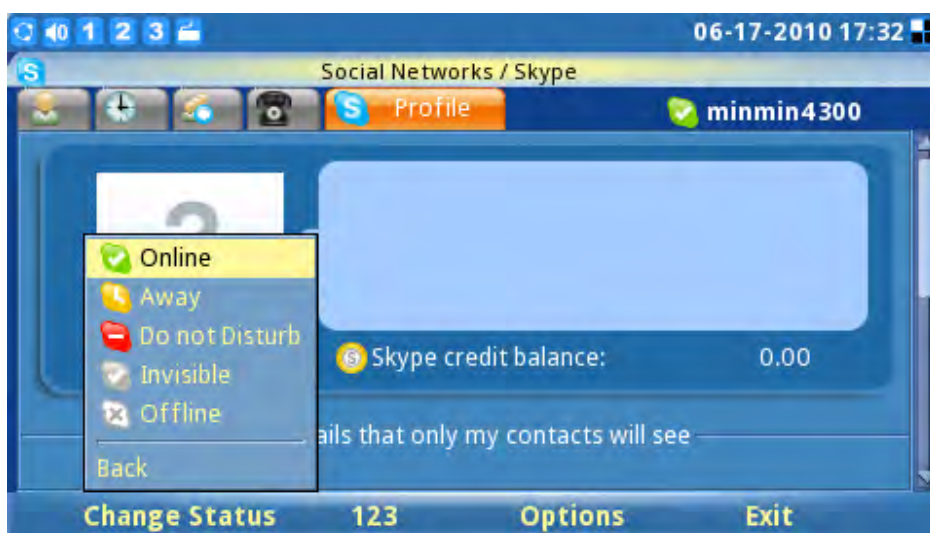 1 2 3 06-17-2010 17:32
S Social Networks / Skype
S Profile minmin4300
?
Online
Away
Do not Disturb
S Skype credit balance: 0.00
Invisible
Offline
ails that only my contacts will see
Back
Change Status 123 Options Exit